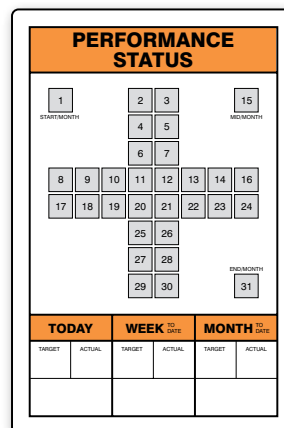 PERFORMANCE
STATUS
1 2 3 15
START/MONTH MID/MONTH
4 5
6 7
8 9 10 11 12 13 14 16
17 18 19 20 21 22 23 24
25 26
27 28
END/MONTH
29 30 31
TODAY WEEK TO DATE MONTH TO DATE
TARGET ACTUAL TARGET ACTUAL TARGET ACTUAL